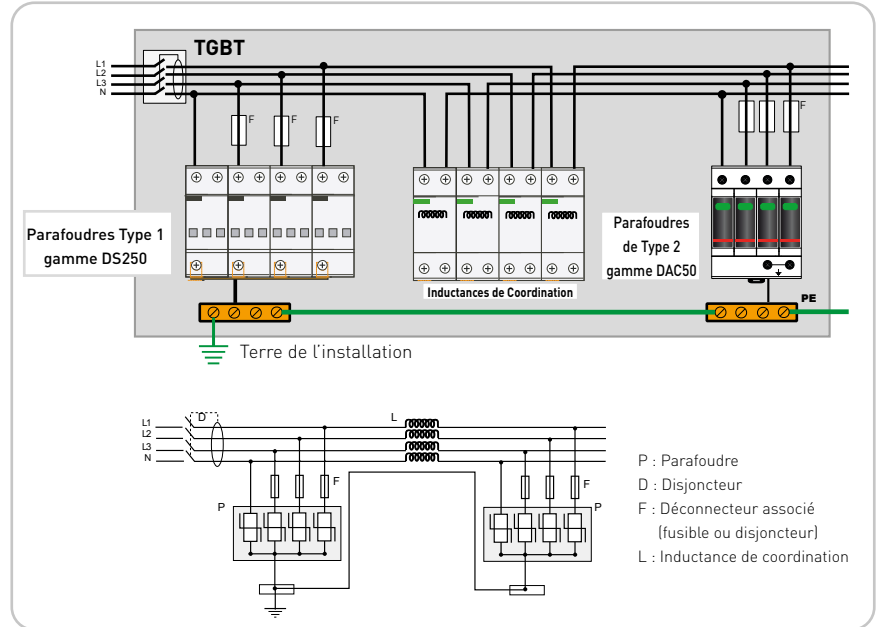 TGBT
L1
L2
L3
N
F
F
F
F
Parafoudres Type 1
gamme DS250
Inductances de Coordination
Parafoudres
de Type 2
gamme DAC50
PE
Terre de l'installation
L1
L2
L3
N
D
L
F
F
P
P
P : Parafoudre
D : Disjoncteur
F : Déconnecteur associé
(fusible ou disjoncteur)
L : Inductance de coordination